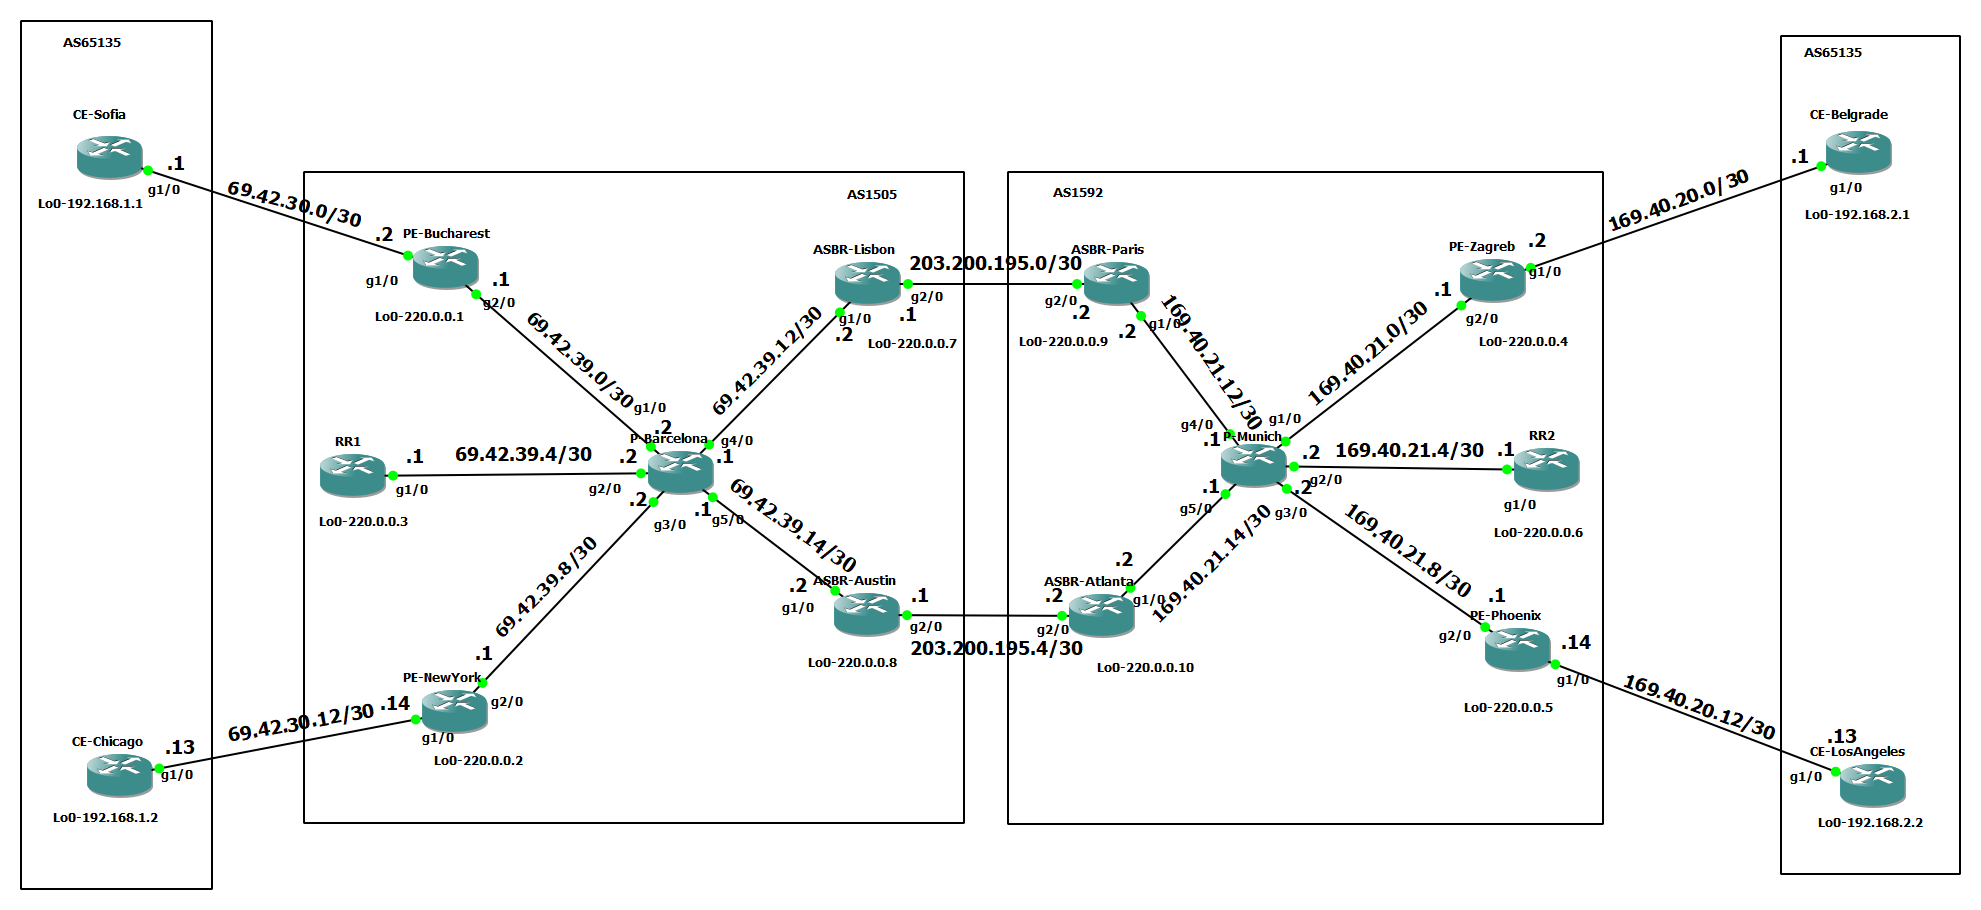 AS65135
CE-Sofia
.1
g1/0
Lo0-192.168.1.1
69.42.30.0/30
CE-Chicago
.13
g1/0
Lo0-192.168.1.2
69.42.30.12/30
AS1505
PE-Bucharest
.2
g1/0
.1
g2/0
Lo0-220.0.0.1
69.42.39.0/30
RR1
.1
g1/0
Lo0-220.0.0.3
69.42.39.4/30
PE-NewYork
.14
g1/0
.1
g2/0
Lo0-220.0.0.2
69.42.39.8/30
P-Barcelona
g1/0
.2
.2
g2/0
.2
g3/0
g4/0
.1
.1
g5/0
69.42.39.12/30
69.42.39.14/30
ASBR-Lisbon
g2/0
.1
g1/0
.2
Lo0-220.0.0.7
ASBR-Austin
.2
g1/0
.1
g2/0
Lo0-220.0.0.8
203.200.195.0/30
203.200.195.4/30
AS1592
ASBR-Paris
g2/0
.2
g1/0
.2
Lo0-220.0.0.9
169.40.21.12/30
ASBR-Atlanta
.2
g2/0
.2
g1/0
Lo0-220.0.0.10
169.40.21.14/30
P-Munich
g4/0
.1
g1/0
.2
g2/0
.2
g3/0
.1
g5/0
169.40.21.0/30
169.40.21.4/30
169.40.21.8/30
PE-Zagreb
.2
g1/0
.1
g2/0
Lo0-220.0.0.4
RR2
.1
g1/0
Lo0-220.0.0.6
PE-Phoenix
.1
g2/0
.14
g1/0
Lo0-220.0.0.5
169.40.20.0/30
169.40.20.12/30
AS65135
CE-Belgrade
.1
g1/0
Lo0-192.168.2.1
.13
CE-LosAngeles
g1/0
Lo0-192.168.2.2